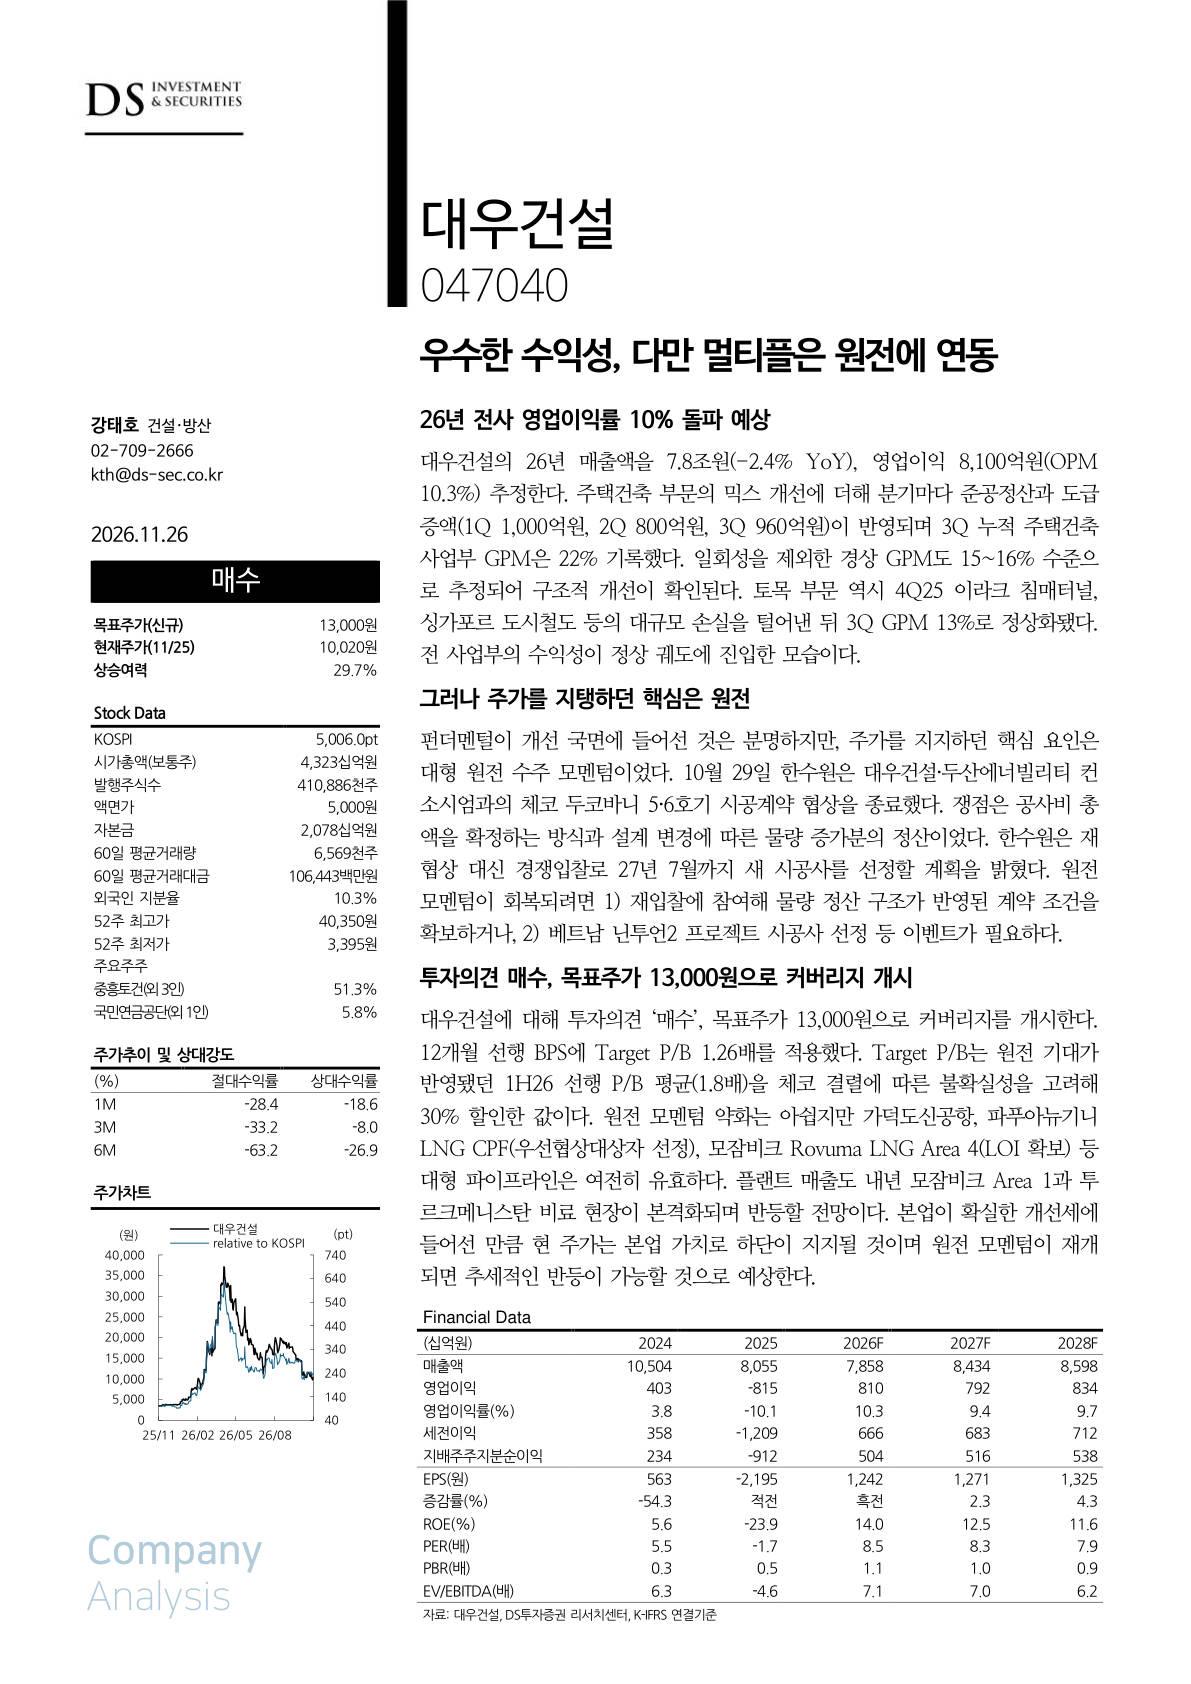 DS INVESTMENT
& SECURITIES
대우건설
047040
우수한 수익성, 다만 멀티플은 원전에 연동
강태호 건설·방산
02-709-2666
kth@ds-sec.co.kr
2026.11.26
매수
목표주가(신규) 13,000원
현재주가(11/25) 10,020원
상승여력 29.7%
Stock Data
KOSPI 5,006.0pt
시가총액(보통주) 4,323십억원
발행주식수 410,886천주
액면가 5,000원
자본금 2,078십억원
60일 평균거래량 6,569천주
60일 평균거래대금 106,443백만원
외국인 지분율 10.3%
52주 최고가 40,350원
52주 최저가 3,395원
주요주주
중흥토건(외 3인) 51.3%
국민연금공단(외 1인) 5.8%
주가추이 및 상대강도
(%) 절대수익률 상대수익률
1M -28.4 -18.6
3M -33.2 -8.0
6M -63.2 -26.9
주가차트
(원) 대우건설 (pt)
relative to KOSPI
40,000 740
35,000 640
30,000 540
25,000 440
20,000 340
15,000 240
10,000 140
5,000 40
0
25/11 26/02 26/05 26/08
Company
Analysis
26년 전사 영업이익률 10% 돌파 예상
대우건설의 26년 매출액을 7.8조원(-2.4% YoY), 영업이익 8,100억원(OPM
10.3%) 추정한다. 주택건축 부문의 믹스 개선에 더해 분기마다 준공정산과 도급
증액(1Q 1,000억원, 2Q 800억원, 3Q 960억원)이 반영되며 3Q 누적 주택건축
사업부 GPM은 22% 기록했다. 일회성을 제외한 경상 GPM도 15~16% 수준으
로 추정되어 구조적 개선이 확인된다. 토목 부문 역시 4Q25 이라크 침매터널,
싱가포르 도시철도 등의 대규모 손실을 털어낸 뒤 3Q GPM 13%로 정상화됐다.
전 사업부의 수익성이 정상 궤도에 진입한 모습이다.
그러나 주가를 지탱하던 핵심은 원전
펀더멘털이 개선 국면에 들어선 것은 분명하지만, 주가를 지지하던 핵심 요인은
대형 원전 수주 모멘텀이었다. 10월 29일 한수원은 대우건설·두산에너빌리티 컨
소시엄과의 체코 두코바니 5·6호기 시공계약 협상을 종료했다. 쟁점은 공사비 총
액을 확정하는 방식과 설계 변경에 따른 물량 증가분의 정산이었다. 한수원은 재
협상 대신 경쟁입찰로 27년 7월까지 새 시공사를 선정할 계획을 밝혔다. 원전
모멘텀이 회복되려면 1) 재입찰에 참여해 물량 정산 구조가 반영된 계약 조건을
확보하거나, 2) 베트남 닌투언2 프로젝트 시공사 선정 등 이벤트가 필요하다.
투자의견 매수, 목표주가 13,000원으로 커버리지 개시
대우건설에 대해 투자의견 ‘매수’, 목표주가 13,000원으로 커버리지를 개시한다.
12개월 선행 BPS에 Target P/B 1.26배를 적용했다. Target P/B는 원전 기대가
반영됐던 1H26 선행 P/B 평균(1.8배)을 체코 결렬에 따른 불확실성을 고려해
30% 할인한 값이다. 원전 모멘텀 약화는 아쉽지만 가덕도신공항, 파푸아뉴기니
LNG CPF(우선협상대상자 선정), 모잠비크 Rovuma LNG Area 4(LOI 확보) 등
대형 파이프라인은 여전히 유효하다. 플랜트 매출도 내년 모잠비크 Area 1과 투
르크메니스탄 비료 현장이 본격화되며 반등할 전망이다. 본업이 확실한 개선세에
들어선 만큼 현 주가는 본업 가치로 하단이 지지될 것이며 원전 모멘텀이 재개
되면 추세적인 반등이 가능할 것으로 예상한다.
Financial Data
(십억원) 2024 2025 2026F 2027F 2028F
매출액 10,504 8,055 7,858 8,434 8,598
영업이익 403 -815 810 792 834
영업이익률(%) 3.8 -10.1 10.3 9.4 9.7
세전이익 358 -1,209 666 683 712
지배주주지분순이익 234 -912 504 516 538
EPS(원) 563 -2,195 1,242 1,271 1,325
증감률(%) -54.3 적전 흑전 2.3 4.3
ROE(%) 5.6 -23.9 14.0 12.5 11.6
PER(배) 5.5 -1.7 8.5 8.3 7.9
PBR(배) 0.3 0.5 1.1 1.0 0.9
EV/EBITDA(배) 6.3 -4.6 7.1 7.0 6.2
자료: 대우건설, DS투자증권 리서치센터, K-IFRS 연결기준